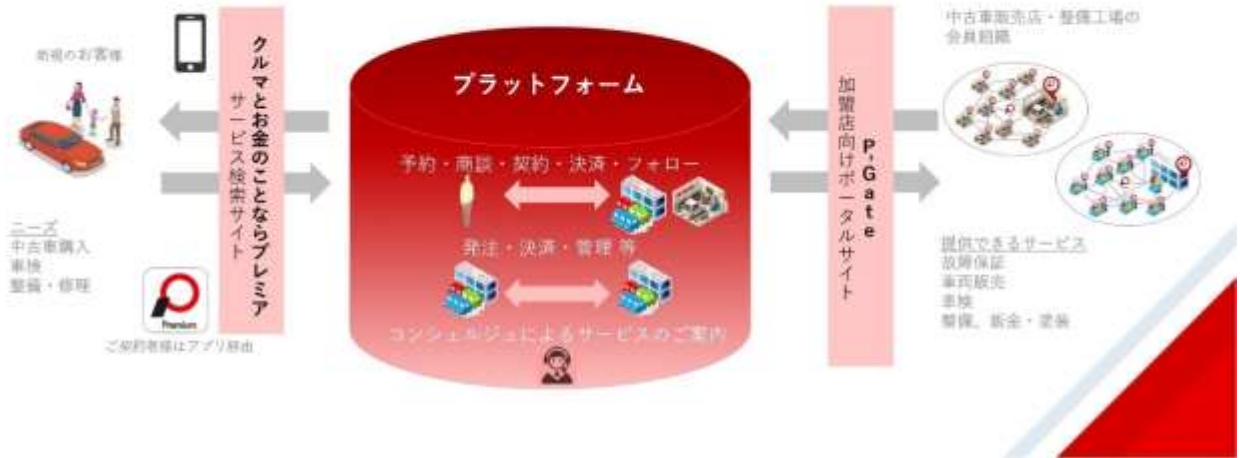 新規のお客様
ニーズ
中古車購入
車検
整備・修理
Premium
ご契約者様はアプリ経由
クルマとお金のことならプレミア
サービス検索サイト
プラットフォーム
予約・商談・契約・決済・フォロー
発注・決済・管理 等
コンシェルジュによるサービスのご案内
P,Gate
加盟店向けポータルサイト
中古車販売店・整備工場の
会員組織
提供できるサービス
故障保証
車両販売
車検
整備、鈑金・塗装